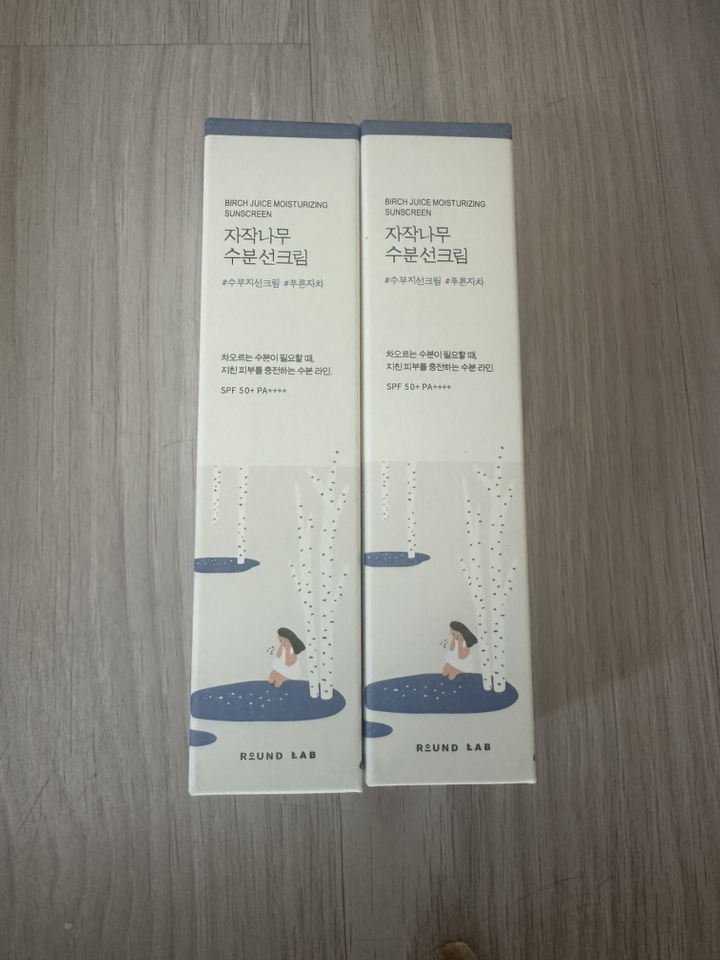 BIRCH JUICE MOISTURIZING
SUNSCREEN
자작나무
수분선크림
#수부지선크림 #푸른자차
차오르는 수분이 필요할 때,
지친 피부를 충전하는 수분 라인.
SPF 50+ PA++++
ROUND LAB
BIRCH JUICE MOISTURIZING
SUNSCREEN
자작나무
수분선크림
#수부지선크림 #푸른자차
차오르는 수분이 필요할 때,
지친 피부를 충전하는 수분 라인.
SPF 50+ PA++++
ROUND LAB